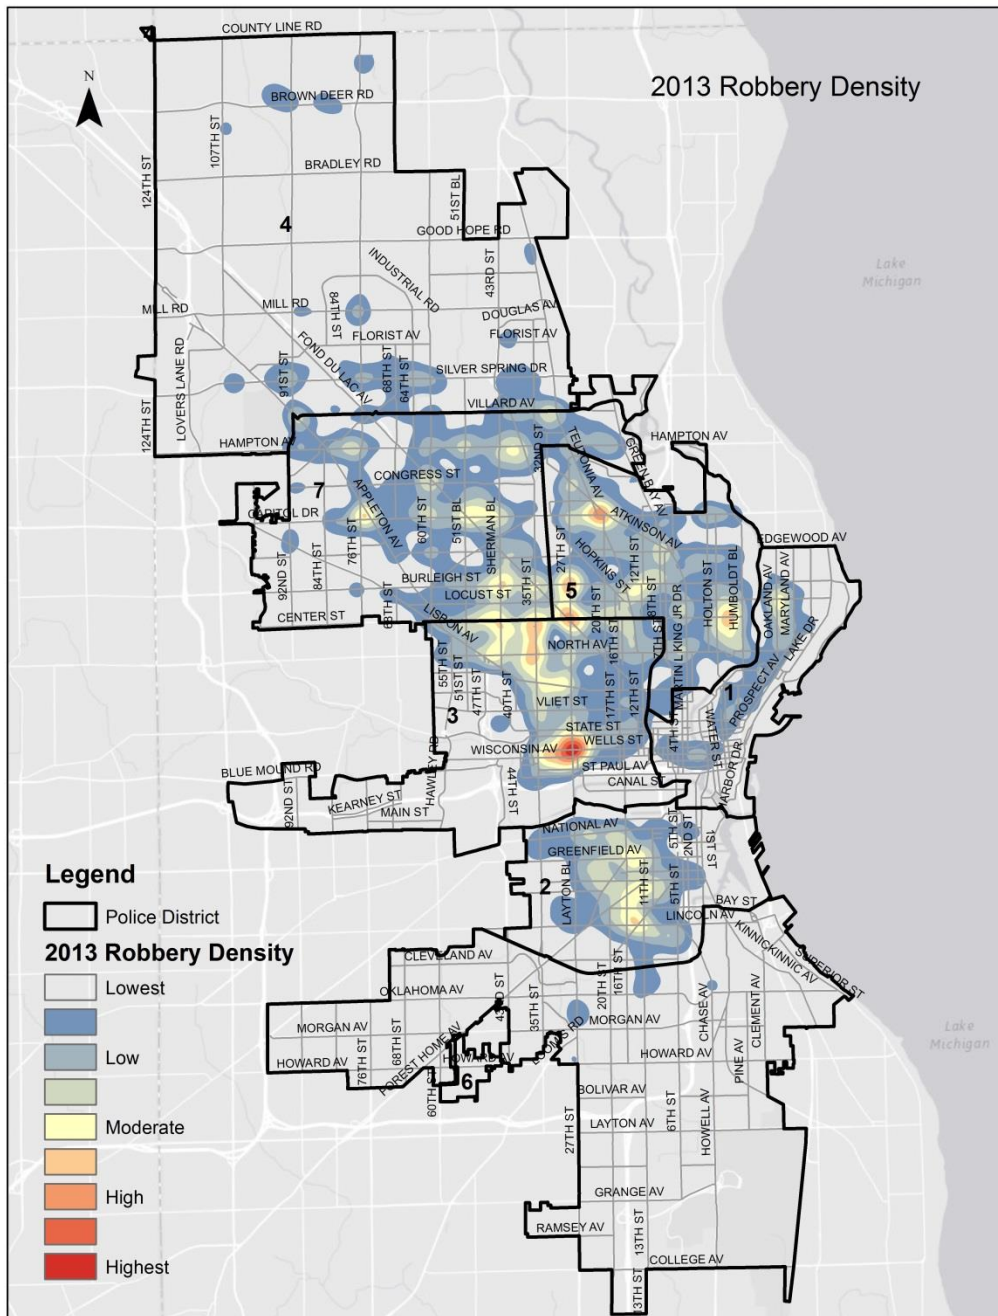 COUNTY LINE RD
2013 Robbery Density
N
BROWN DEER RD
107TH ST
124TH ST
BRADLEY RD
51ST BL
4
GOOD HOPE RD
43RD ST
INDUSTRIAL RD
Lake
Michigan
MILL RD
MILL RD
84TH ST
DOUGLAS AV
FLORIST AV
FLORIST AV
LOVERS LANE RD
FOND DU LAC AV
91ST ST
68TH ST
64TH ST
SILVER SPRING DR
VILLARD AV
124TH ST
HAMPTON AV
32ND ST
TEUTONIA AV
GREEN BAY AV
HAMPTON AV
7
CONGRESS ST
APPLETON AV
CAPITOL DR
60TH ST
51ST BL
SHERMAN BL
ATKINSON AV
76TH ST
84TH ST
92ND ST
27TH ST
HOPKINS ST
12TH ST
EDGEWOOD AV
BURLEIGH ST
LOCUST ST
35TH ST
5
20TH ST
8TH ST
HOLTON ST
HUMBOLDT BL
OAKLAND AV
MARYLAND AV
CENTER ST
68TH ST
LISBON AV
NORTH AV
16TH ST
7TH ST
MARTIN L KING JR DR
LAKE DR
55TH ST
51ST ST
47TH ST
40TH ST
PROSPECT AV
1
3
VLIET ST
17TH ST
12TH ST
STATE ST
WELLS ST
WISCONSIN AV
4TH ST
WATER ST
ST PAUL AV
CANAL ST
HARBOR DR
BLUE MOUND RD
92ND ST
KEARNEY ST
MAIN ST
HAWLEY RD
44TH ST
NATIONAL AV
5TH ST
2ND ST
1ST ST
GREENFIELD AV
2
LAYTON BL
11TH ST
5TH ST
BAY ST
LINCOLN AV
KINNICKINNIC AV
SUPERIOR ST
CLEVELAND AV
20TH ST
16TH ST
OKLAHOMA AV
43RD ST
35TH ST
CHASE AV
CLEMENT AV
MORGAN AV
MORGAN AV
LOOMIS RD
Lake
Michigan
HOWARD AV
76TH ST
68TH ST
FOREST HOME AV
HOWARD AV
HOWARD AV
PINE AV
60TH ST
6
BOLIVAR AV
27TH ST
LAYTON AV
6TH ST
HOWELL AV
GRANGE AV
RAMSEY AV
13TH ST
COLLEGE AV
13TH ST
Legend
Police District
2013 Robbery Density
Lowest
Low
Moderate
High
Highest